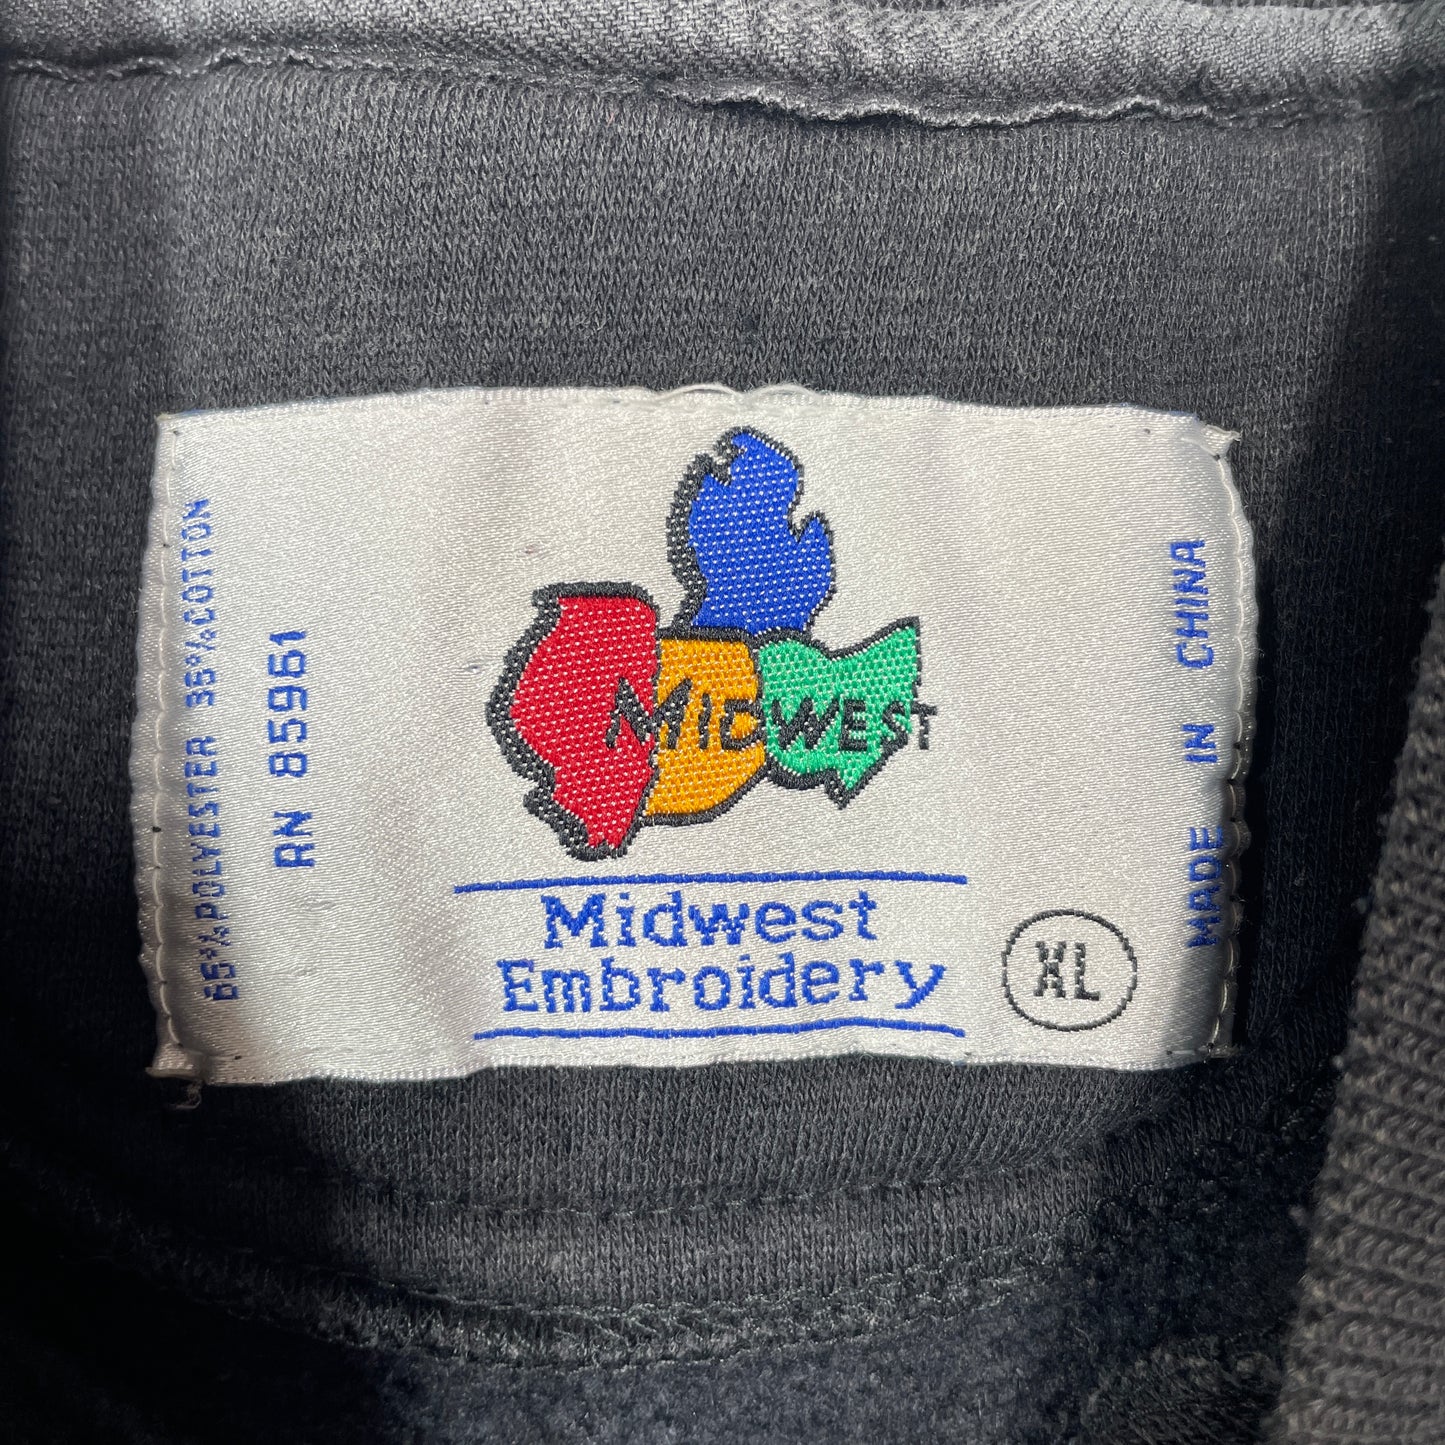 65%POLYESTER 35%COTTON
RN 85961
MIDWEST
Midwest
Embroidery
XL
MADE IN CHINA